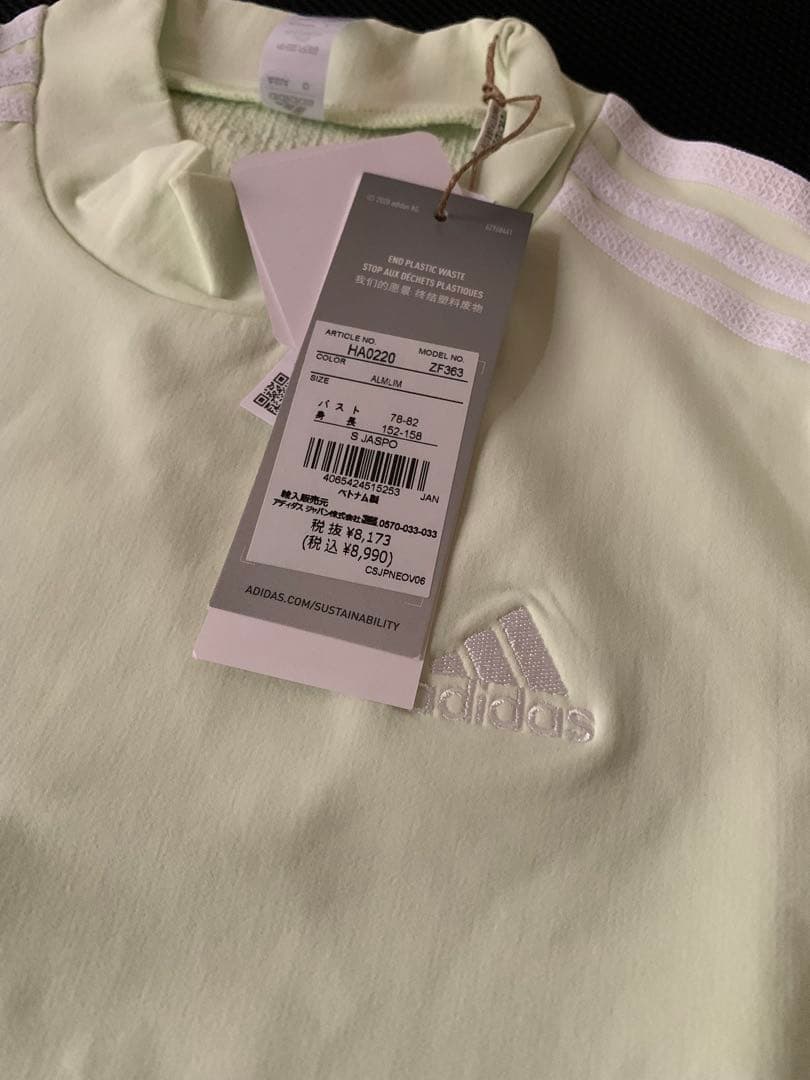 © 2020 adidas AG
END PLASTIC WASTE
STOP AUX DÉCHETS PLASTIQUES
我们的愿景 终结塑料废物
ARTICLE NO.
HA0220
MODEL NO.
ZF363
COLOR
ALMLIM
SIZE
バスト 78-82
身長 152-158
S JASPO
4065424515253 JAN
ベトナム製
輸入販売元
アディダス ジャパン株式会社 0570-033-033
税抜 ¥8,173
(税込 ¥8,990)
CSJPNEOV06
ADIDAS.COM/SUSTAINABILITY
adidas